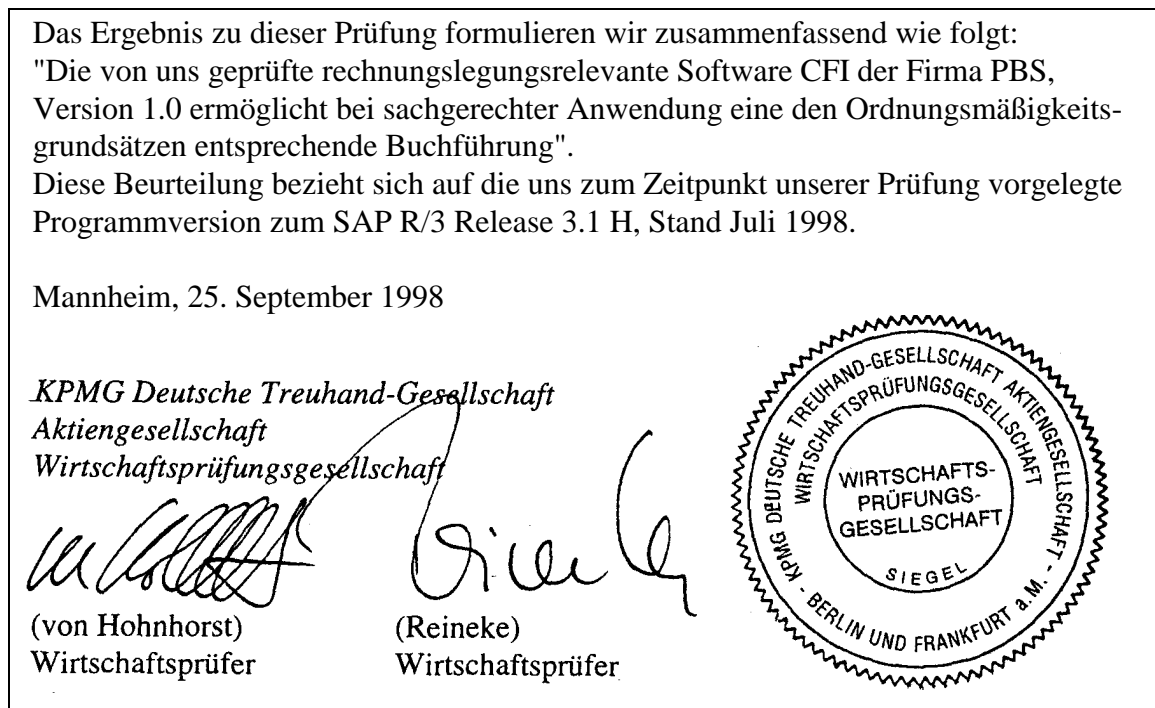 Das Ergebnis zu dieser Prüfung formulieren wir zusammenfassend wie folgt:
"Die von uns geprüfte rechnungslegungsrelevante Software CFI der Firma PBS,
Version 1.0 ermöglicht bei sachgerechter Anwendung eine den Ordnungsmäßigkeits-
grundsätzen entsprechende Buchführung".
Diese Beurteilung bezieht sich auf die uns zum Zeitpunkt unserer Prüfung vorgelegte
Programmversion zum SAP R/3 Release 3.1 H, Stand Juli 1998.
Mannheim, 25. September 1998
KPMG Deutsche Treuhand-Gesellschaft
Aktiengesellschaft
Wirtschaftsprüfungsgesellschaft
(von Hohnhorst)
Wirtschaftsprüfer
(Reineke)
Wirtschaftsprüfer
KPMG DEUTSCHE TREUHAND-GESELLSCHAFT AKTIENGESELLSCHAFT
- BERLIN UND FRANKFURT a. M. -
WIRTSCHAFTSPRÜFUNGSGESELLSCHAFT
WIRTSCHAFTS-
PRÜFUNGS-
GESELLSCHAFT
SIEGEL